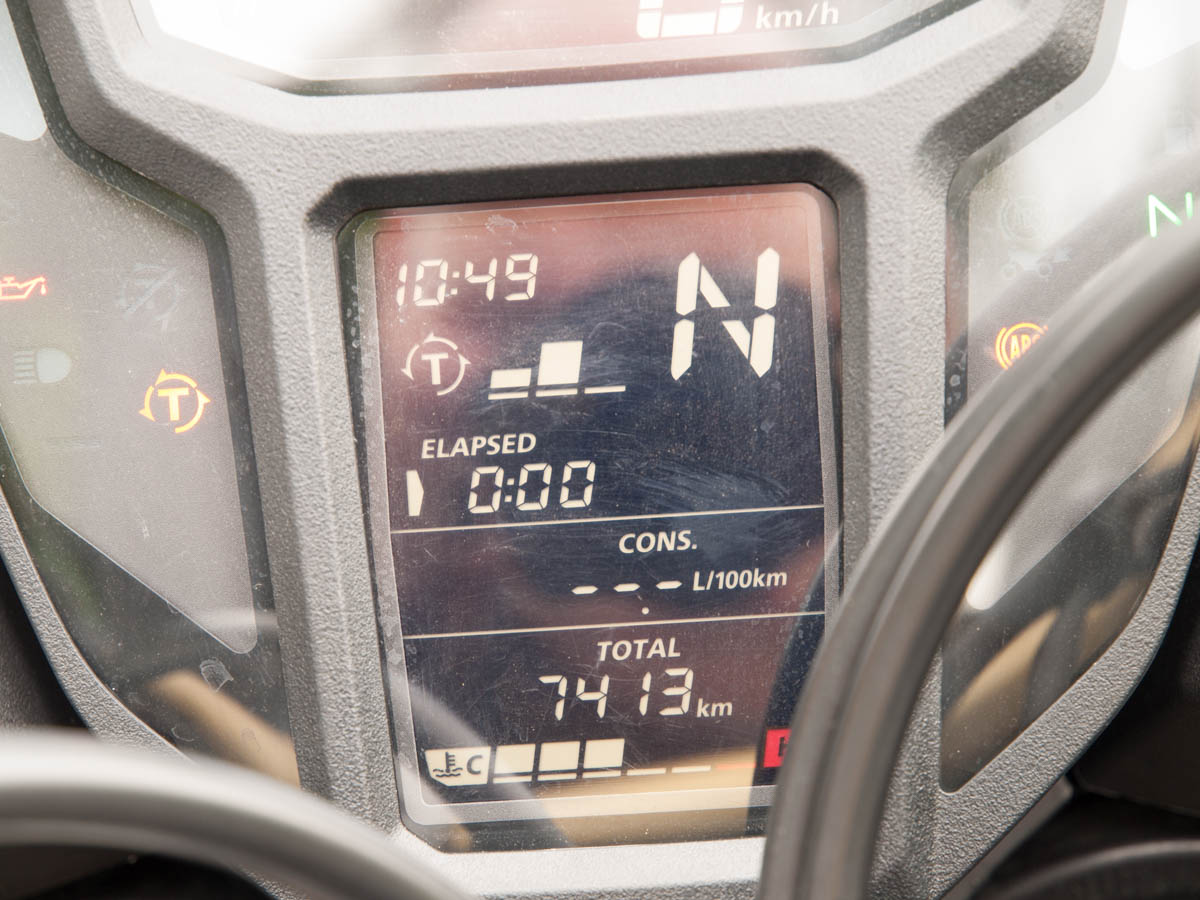 km/h
N
10:49
N
T
T
ELAPSED
0:00
CONS.
--- L/100km
TOTAL
7413 km
C